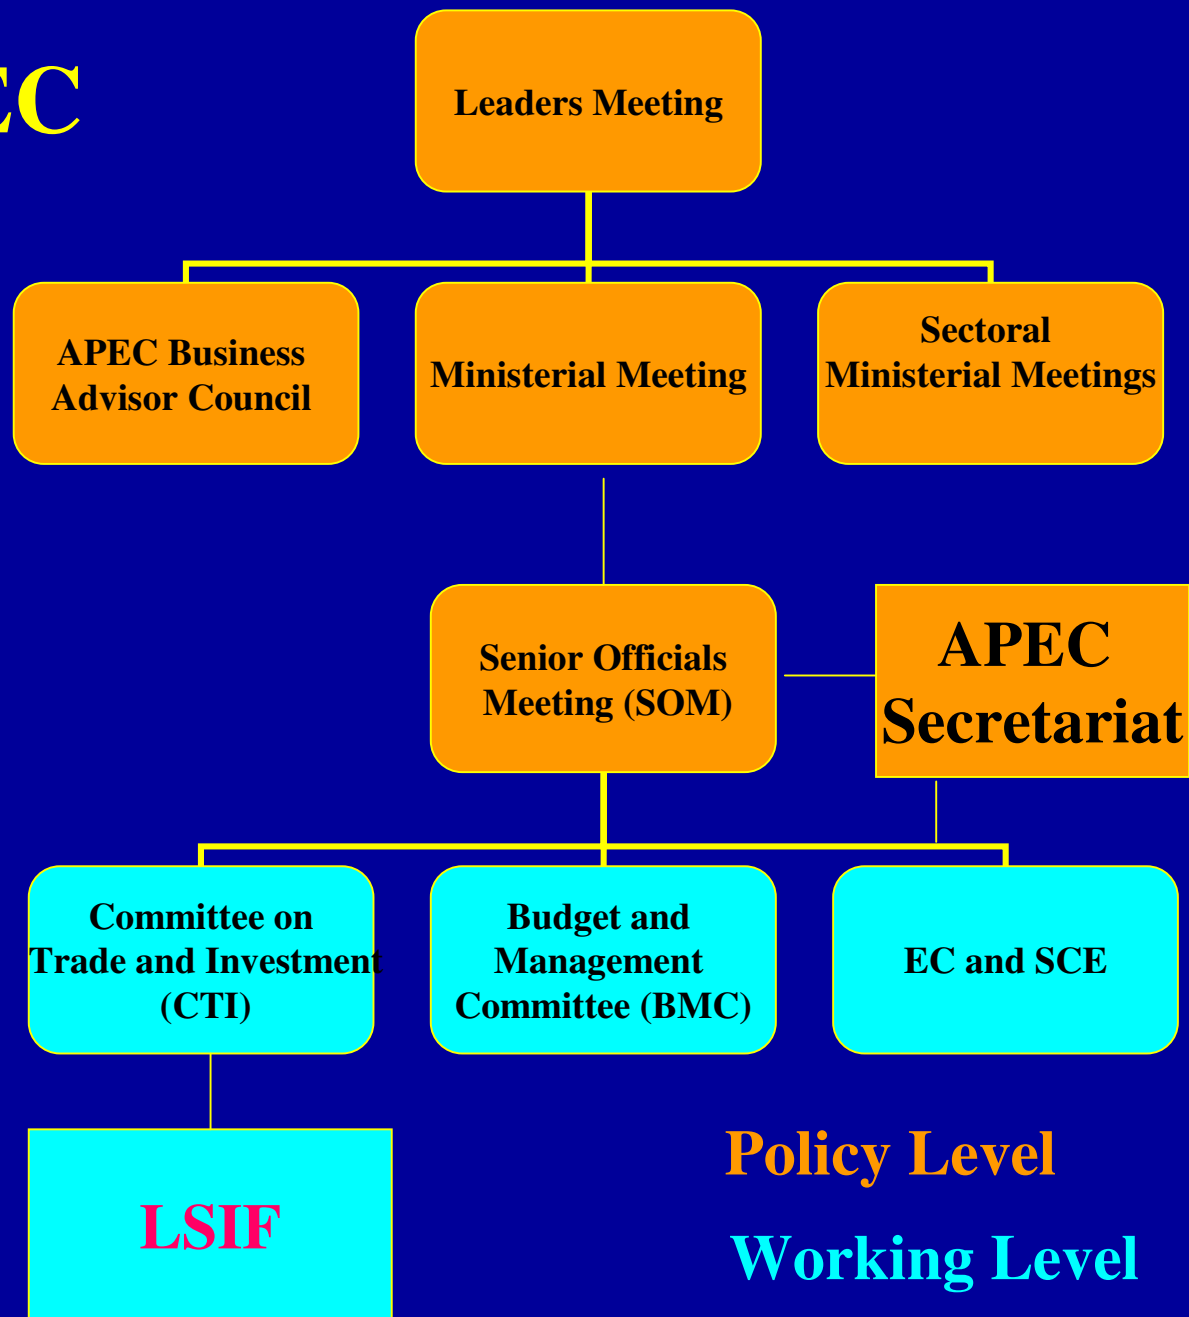 EC
Leaders Meeting
APEC Business
Advisor Council
Ministerial Meeting
Sectoral
Ministerial Meetings
Senior Officials
Meeting (SOM)
APEC
Secretariat
Committee on
Trade and Investment
(CTI)
Budget and
Management
Committee (BMC)
EC and SCE
LSIF
Policy Level
Working Level